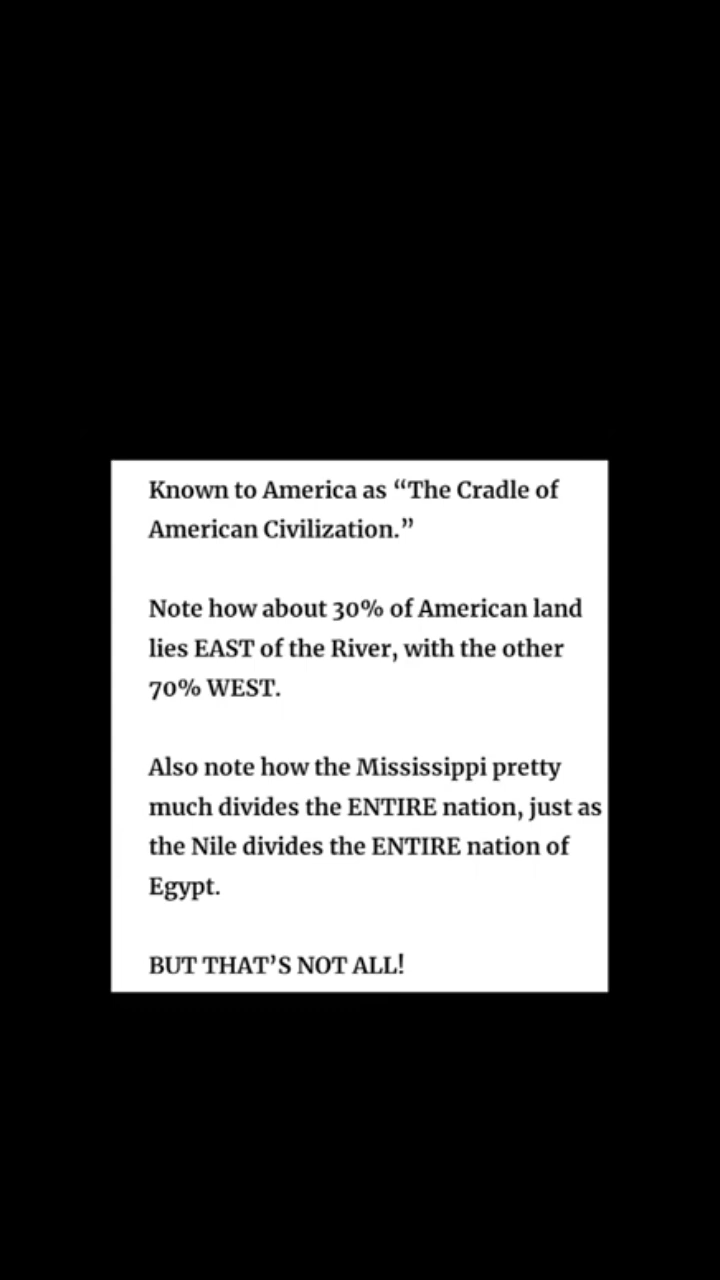 Known to America as “The Cradle of
American Civilization.”
Note how about 30% of American land
lies EAST of the River, with the other
70% WEST.
Also note how the Mississippi pretty
much divides the ENTIRE nation, just as
the Nile divides the ENTIRE nation of
Egypt.
BUT THAT’S NOT ALL!